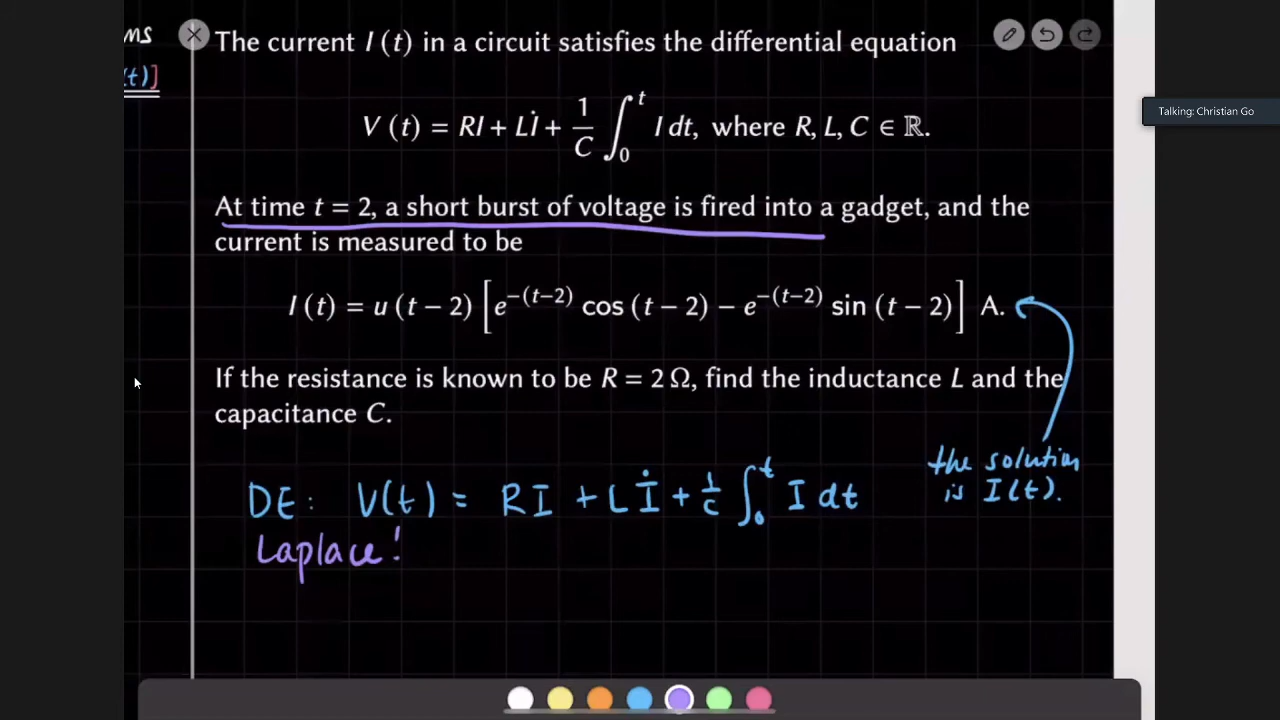 ms
(t)]
The current I (t) in a circuit satisfies the differential equation
V (t) = RI + Lİ + 1/C ∫₀ᵗ I dt, where R, L, C ∈ ℝ.
At time t = 2, a short burst of voltage is fired into a gadget, and the
current is measured to be
I (t) = u (t − 2) [e^−(t−2) cos (t − 2) − e^−(t−2) sin (t − 2)] A.
If the resistance is known to be R = 2 Ω, find the inductance L and the
capacitance C.
the solution
is I(t).
DE: V(t) = RI + Lİ + 1/C ∫₀ᵗ I dt
Laplace!
Talking: Christian Go